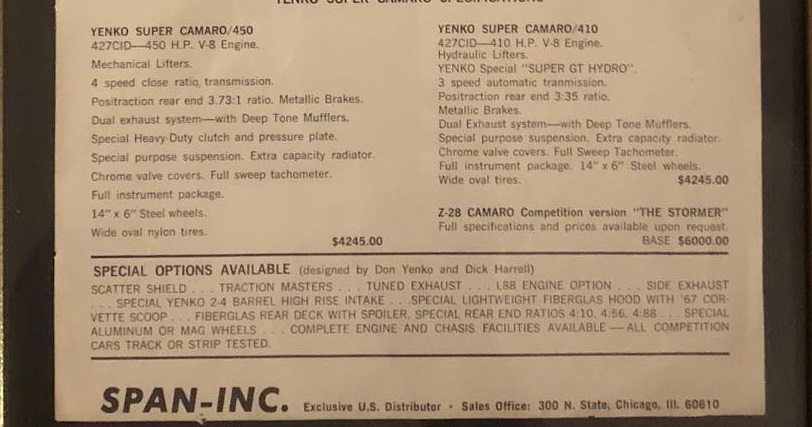 YENKO SUPER CAMARO SPECIFICATIONS
YENKO SUPER CAMARO/450
427CID—450 H.P. V-8 Engine.
Mechanical Lifters.
4 speed close ratio transmission.
Positraction rear end 3.73:1 ratio. Metallic Brakes.
Dual exhaust system—with Deep Tone Mufflers.
Special Heavy-Duty clutch and pressure plate.
Special purpose suspension. Extra capacity radiator.
Chrome valve covers. Full sweep tachometer.
Full instrument package.
14" x 6" Steel wheels.
Wide oval nylon tires.
$4245.00
YENKO SUPER CAMARO/410
427CID—410 H.P. V-8 Engine.
Hydraulic Lifters.
YENKO Special "SUPER GT HYDRO".
3 speed automatic tranmission.
Positraction rear end 3:35 ratio.
Metallic Brakes.
Dual Exhaust system—with Deep Tone Mufflers.
Special purpose suspension. Extra capacity radiator.
Chrome valve covers. Full Sweep Tachometer.
Full instrument package. 14" x 6" Steel wheels.
Wide oval tires. $4245.00
Z-28 CAMARO Competition version "THE STORMER"
Full specifications and prices available upon request.
BASE $6000.00
SPECIAL OPTIONS AVAILABLE (designed by Don Yenko and Dick Harrell)
SCATTER SHIELD . . . TRACTION MASTERS . . . TUNED EXHAUST . . . L88 ENGINE OPTION . . . SIDE EXHAUST
. . . SPECIAL YENKO 2-4 BARREL HIGH RISE INTAKE . . . SPECIAL LIGHTWEIGHT FIBERGLAS HOOD WITH '67 COR-
VETTE SCOOP . . . FIBERGLAS REAR DECK WITH SPOILER, SPECIAL REAR END RATIOS 4:10, 4:56, 4:88 . . . SPECIAL
ALUMINUM OR MAG WHEELS . . . COMPLETE ENGINE AND CHASIS FACILITIES AVAILABLE — ALL COMPETITION
CARS TRACK OR STRIP TESTED.
SPAN-INC. Exclusive U.S. Distributor • Sales Office: 300 N. State, Chicago, Ill. 60610